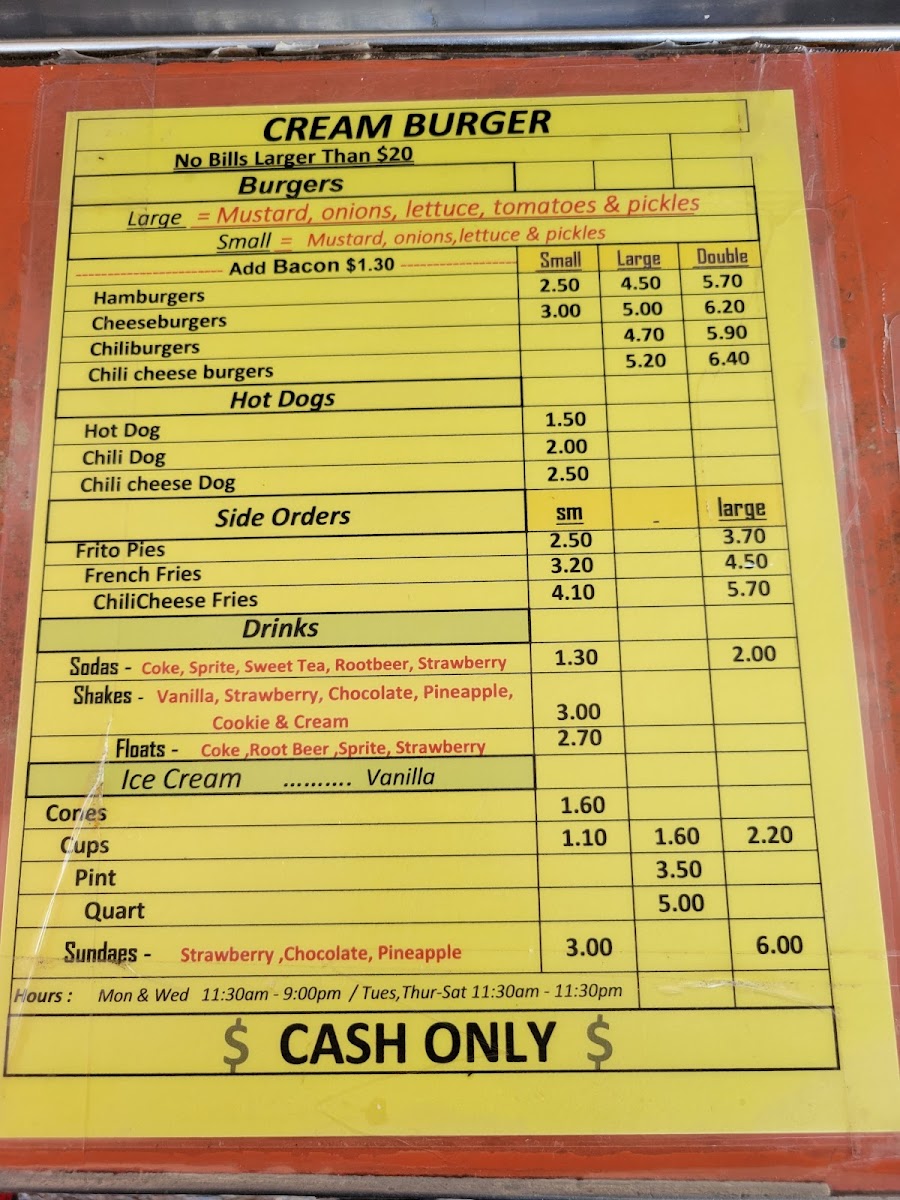 CREAM BURGER
No Bills Larger Than $20
Burgers
Large = Mustard, onions, lettuce, tomatoes & pickles
Small = Mustard, onions,lettuce & pickles
Add Bacon $1.30 Small Large Double
Hamburgers 2.50 4.50 5.70
Cheeseburgers 3.00 5.00 6.20
Chiliburgers 4.70 5.90
Chili cheese burgers 5.20 6.40
Hot Dogs
Hot Dog 1.50
Chili Dog 2.00
Chili cheese Dog 2.50
Side Orders sm - large
Frito Pies 2.50 3.70
French Fries 3.20 4.50
ChiliCheese Fries 4.10 5.70
Drinks
Sodas - Coke, Sprite, Sweet Tea, Rootbeer, Strawberry 1.30 2.00
Shakes - Vanilla, Strawberry, Chocolate, Pineapple,
Cookie & Cream 3.00
Floats - Coke ,Root Beer ,Sprite, Strawberry 2.70
Ice Cream .......... Vanilla
Cones 1.60
Cups 1.10 1.60 2.20
Pint 3.50
Quart 5.00
Sundaes - Strawberry ,Chocolate, Pineapple 3.00 6.00
Hours : Mon & Wed 11:30am - 9:00pm / Tues,Thur-Sat 11:30am - 11:30pm
$ CASH ONLY $